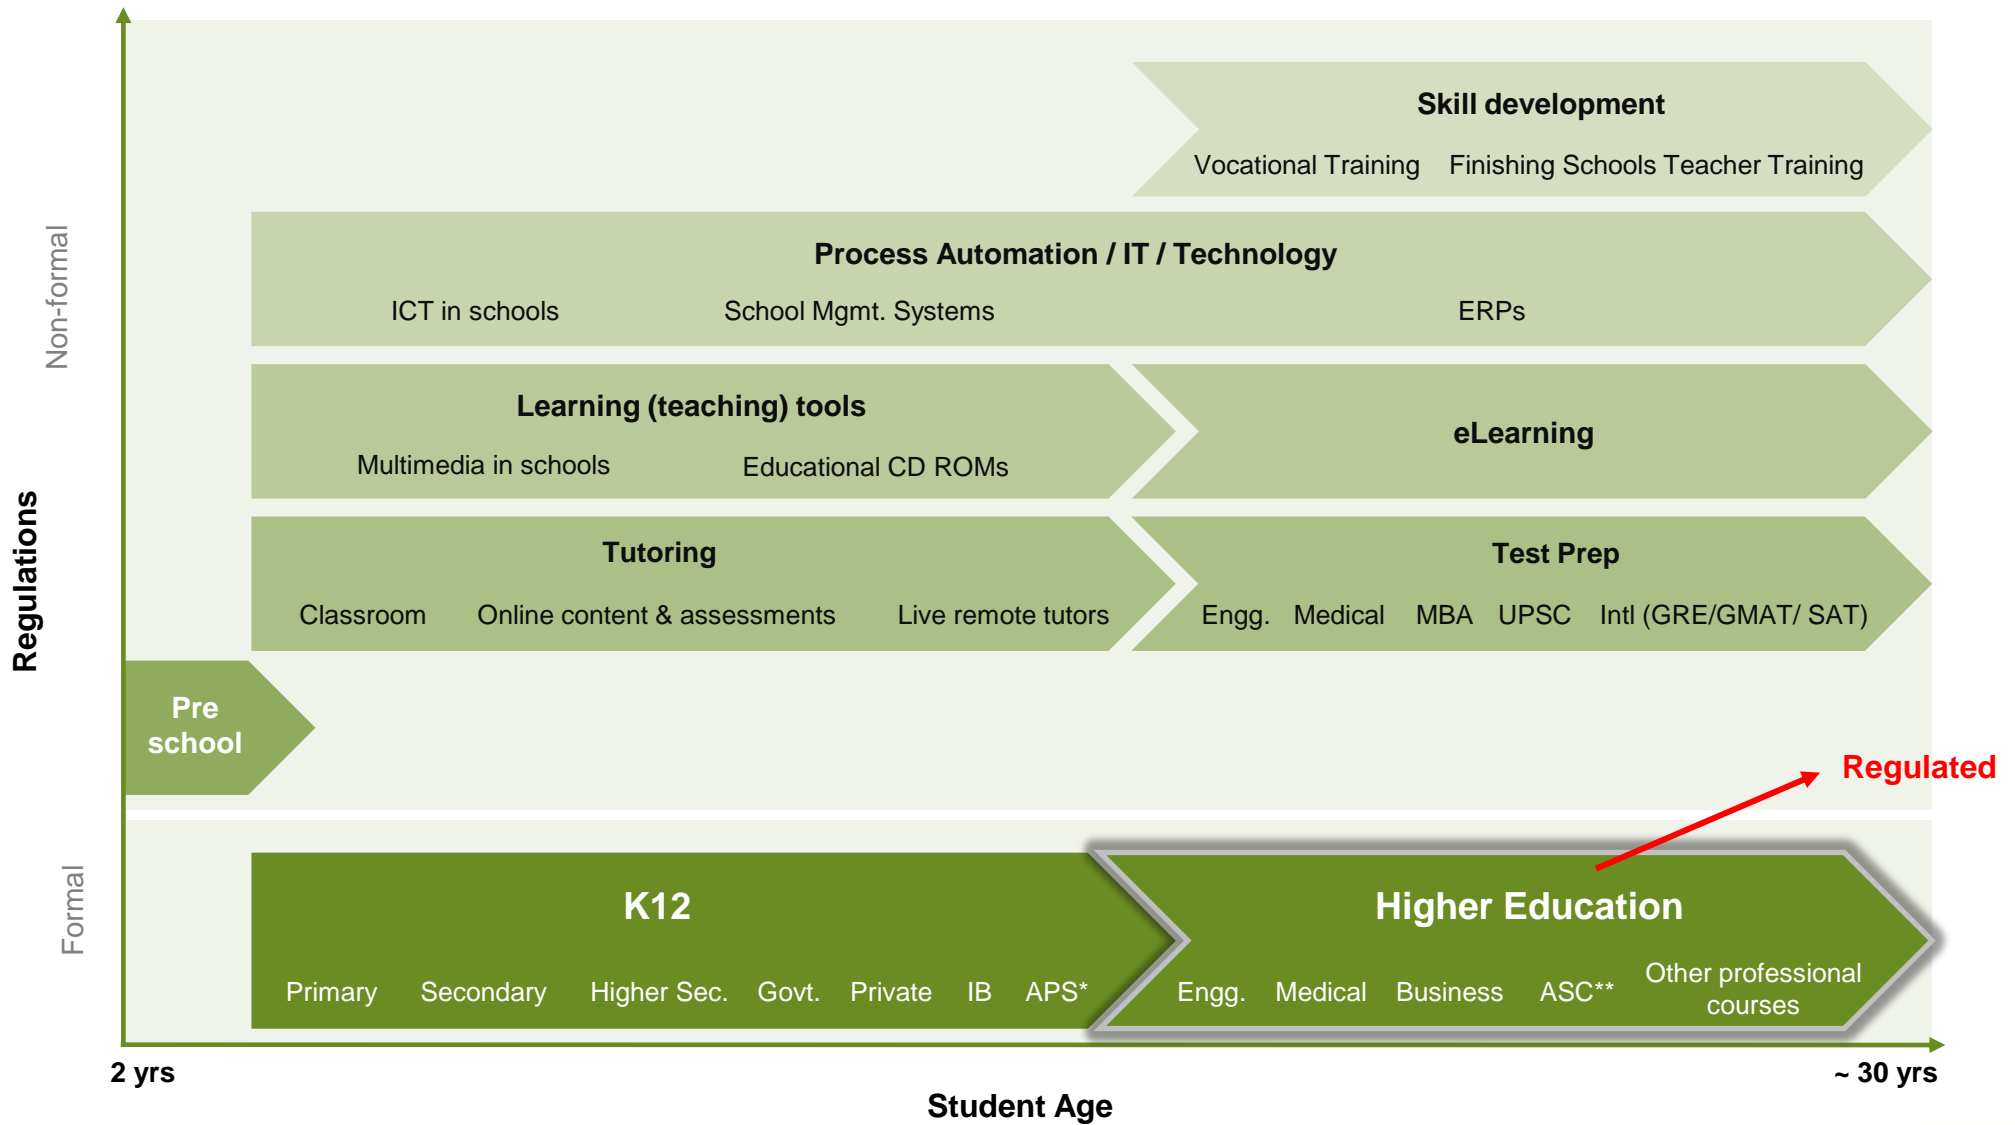 Skill development
Vocational Training Finishing Schools Teacher Training
Non-formal
Process Automation / IT / Technology
ICT in schools School Mgmt. Systems ERPs
Learning (teaching) tools
Multimedia in schools Educational CD ROMs
eLearning
Regulations
Tutoring
Classroom Online content & assessments Live remote tutors
Test Prep
Engg. Medical MBA UPSC Intl (GRE/GMAT/ SAT)
Pre
school
Regulated
Formal
K12
Primary Secondary Higher Sec. Govt. Private IB APS*
Higher Education
Engg. Medical Business ASC** Other professional
courses
2 yrs
~ 30 yrs
Student Age